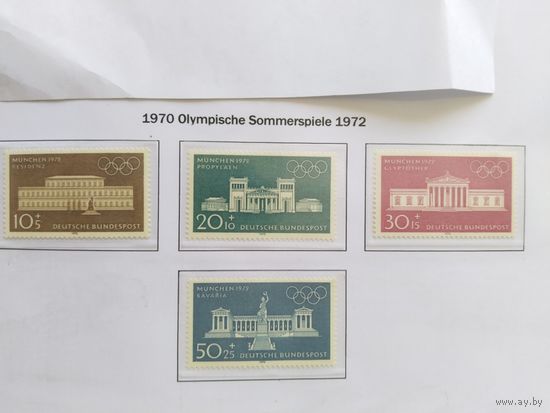 1970 Olympische Sommerspiele 1972
MÜNCHEN 1972
RESIDENZ
10+5
DEUTSCHE BUNDESPOST
MÜNCHEN 1972
PROPYLÄEN
20+10
DEUTSCHE BUNDESPOST
MÜNCHEN 1972
GLYPTOTHEK
30+15
DEUTSCHE BUNDESPOST
MÜNCHEN 1972
BAVARIA
50+25
DEUTSCHE BUNDESPOST
www.ay.by